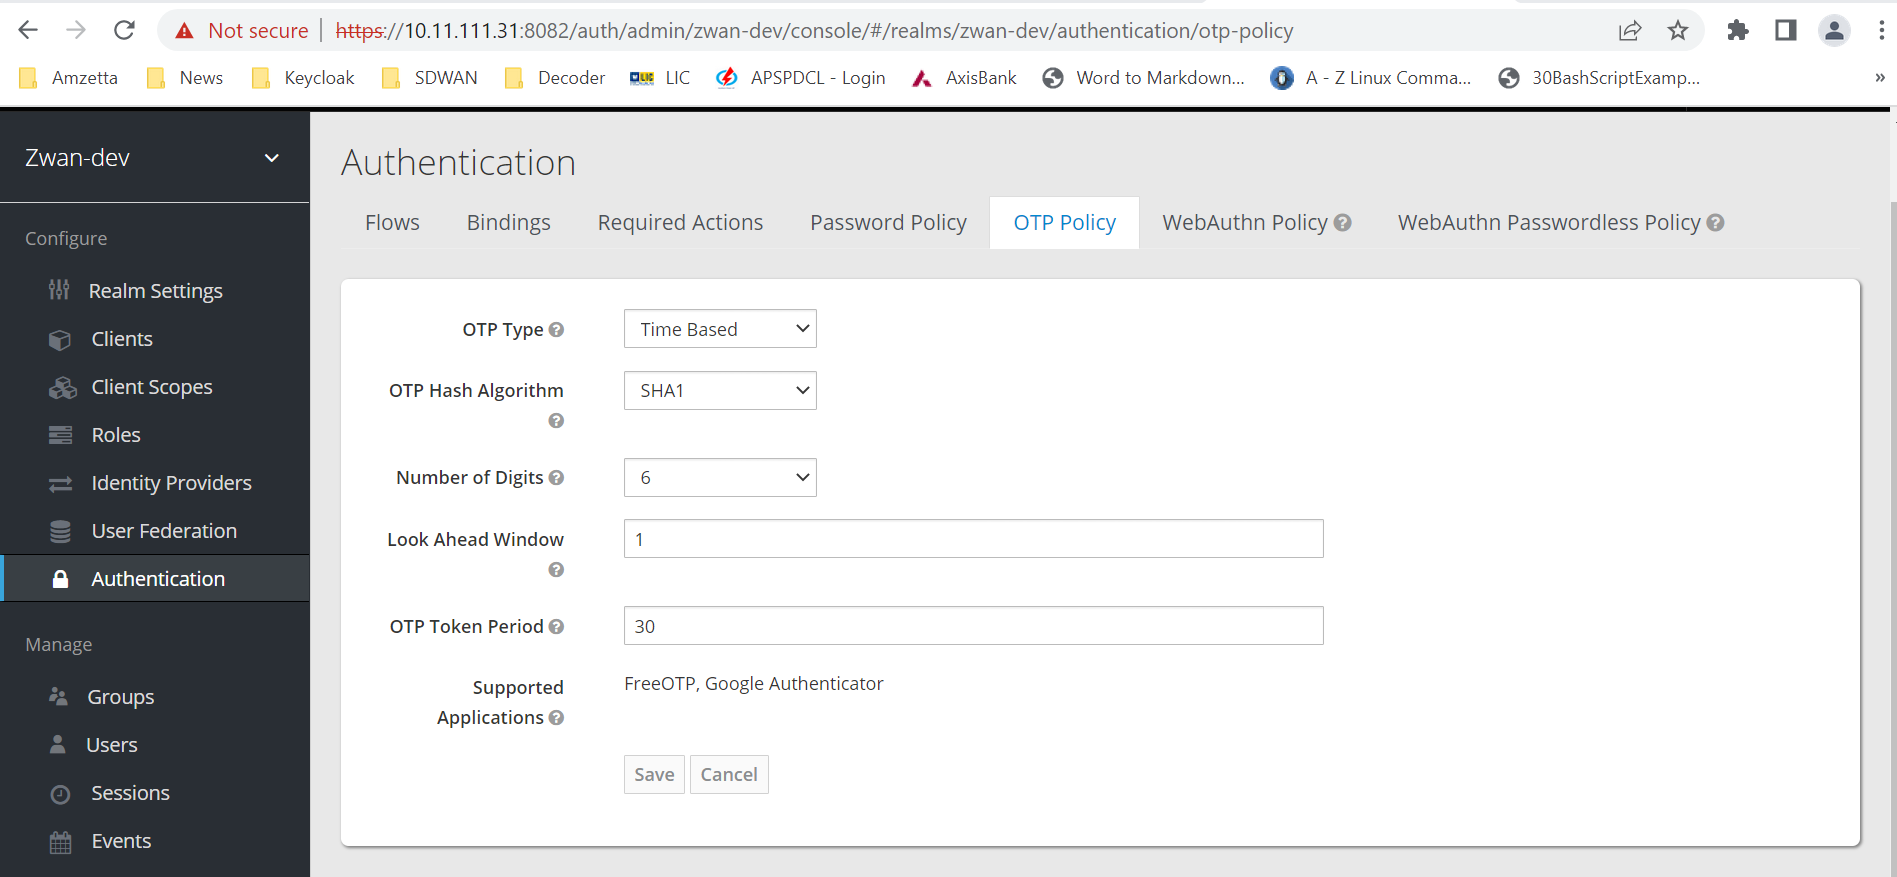 Not secure | https://10.11.111.31:8082/auth/admin/zwan-dev/console/#/realms/zwan-dev/authentication/otp-policy
Amzetta News Keycloak SDWAN Decoder LIC APSPDCL - Login AxisBank Word to Markdown... A - Z Linux Comma... 30BashScriptExamp... »
Zwan-dev
Configure
Realm Settings
Clients
Client Scopes
Roles
Identity Providers
User Federation
Authentication
Manage
Groups
Users
Sessions
Events
Authentication
Flows Bindings Required Actions Password Policy OTP Policy WebAuthn Policy WebAuthn Passwordless Policy
OTP Type Time Based
OTP Hash Algorithm SHA1
Number of Digits 6
Look Ahead Window 1
OTP Token Period 30
Supported
Applications
FreeOTP, Google Authenticator
Save Cancel